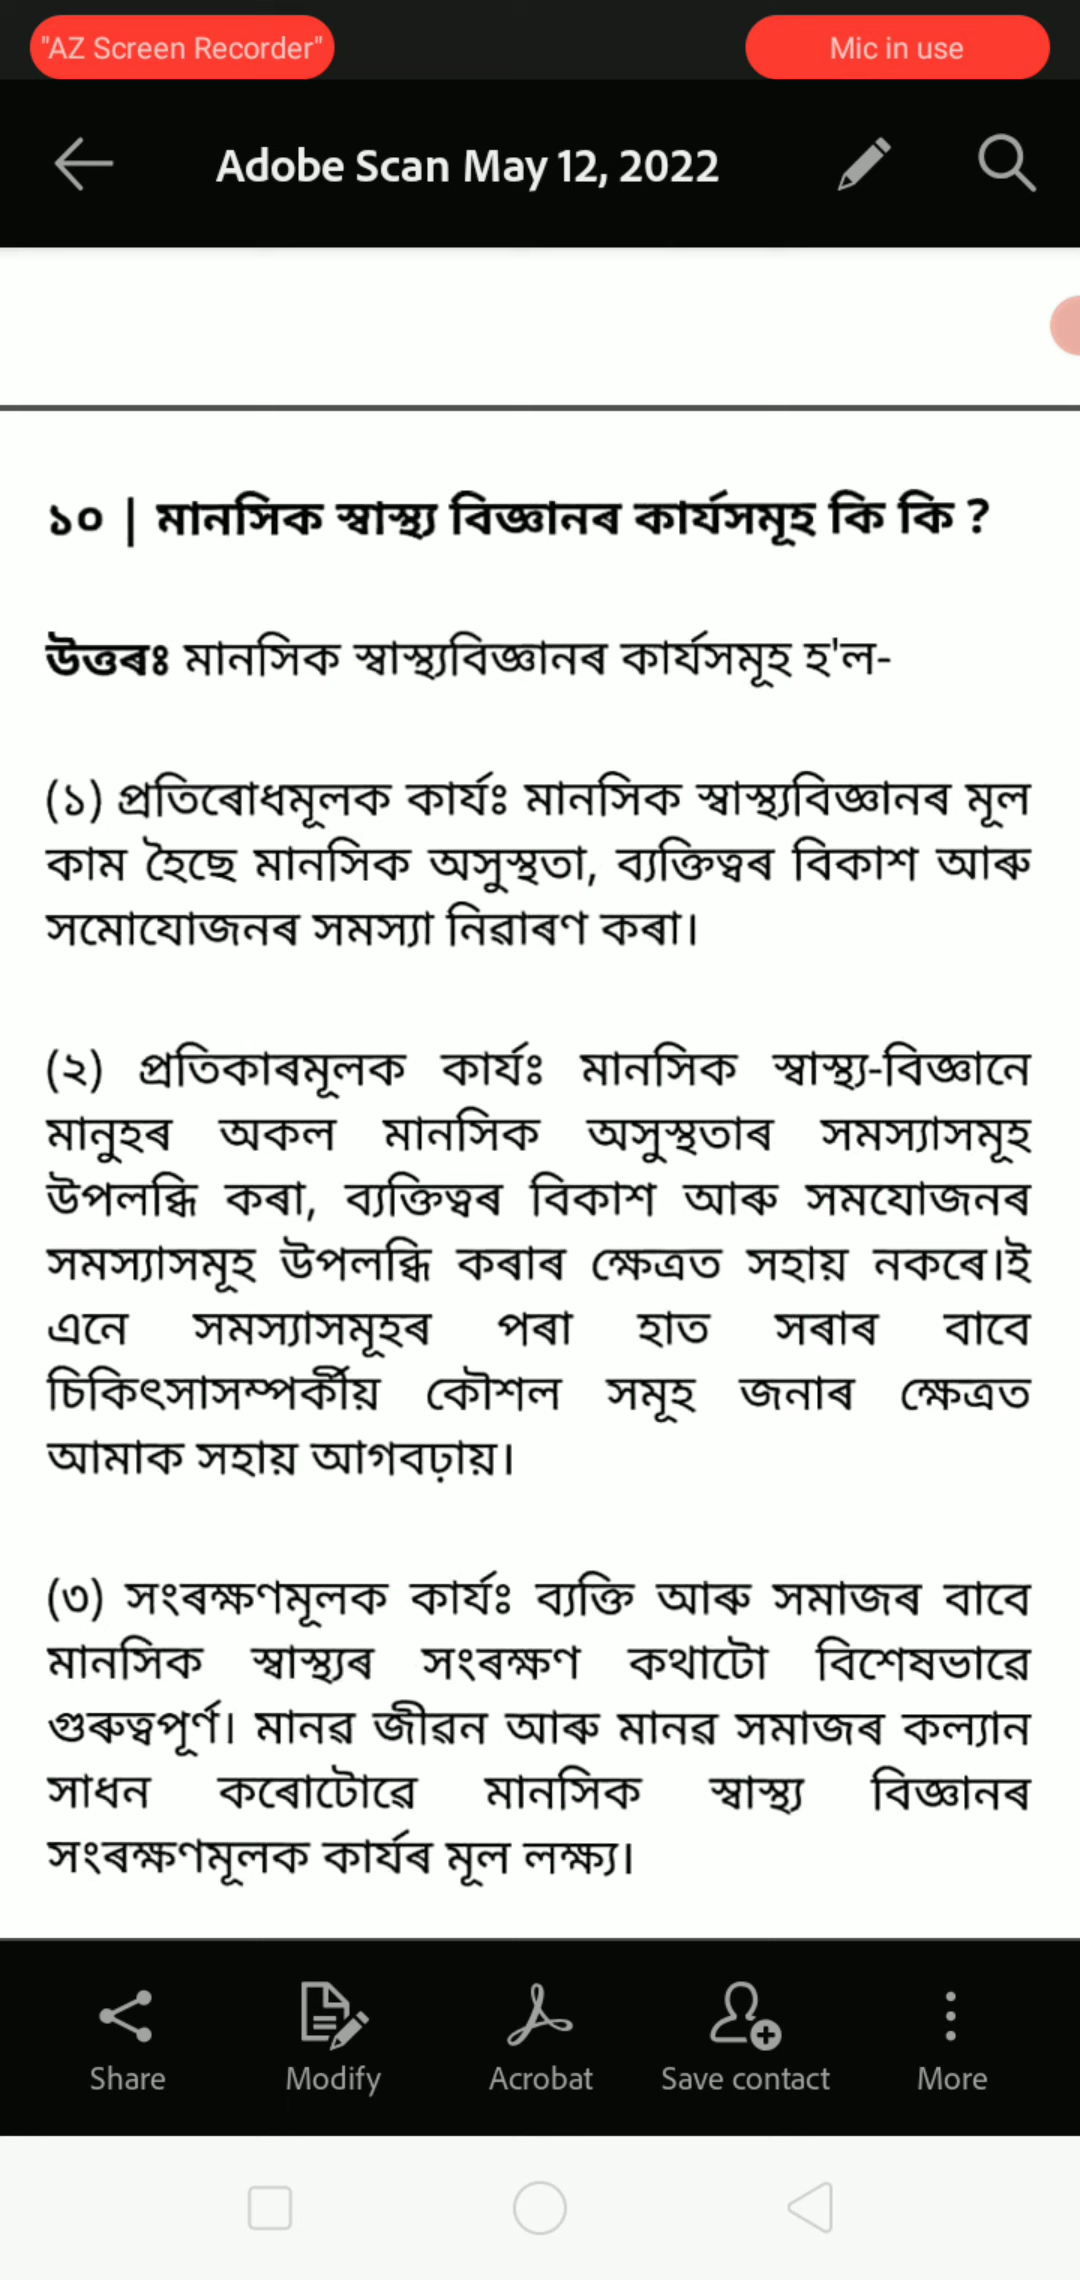 "AZ Screen Recorder"
Mic in use
Adobe Scan May 12, 2022
১০ | মানসিক স্বাস্থ্য বিজ্ঞানৰ কাৰ্যসমূহ কি কি ?
উত্তৰঃ মানসিক স্বাস্থ্যবিজ্ঞানৰ কাৰ্যসমূহ হ'ল-
(১) প্ৰতিৰোধমূলক কাৰ্যঃ মানসিক স্বাস্থ্যবিজ্ঞানৰ মূল
কাম হৈছে মানসিক অসুস্থতা, ব্যক্তিত্বৰ বিকাশ আৰু
সমোযোজনৰ সমস্যা নিৱাৰণ কৰা।
(২) প্ৰতিকাৰমূলক কাৰ্যঃ মানসিক স্বাস্থ্য-বিজ্ঞানে
মানুহৰ অকল মানসিক অসুস্থতাৰ সমস্যাসমূহ
উপলব্ধি কৰা, ব্যক্তিত্বৰ বিকাশ আৰু সমযোজনৰ
সমস্যাসমূহ উপলব্ধি কৰাৰ ক্ষেত্ৰত সহায় নকৰে।ই
এনে সমস্যাসমূহৰ পৰা হাত সৰাৰ বাবে
চিকিৎসাসম্পৰ্কীয় কৌশল সমূহ জনাৰ ক্ষেত্ৰত
আমাক সহায় আগবঢ়ায়।
(৩) সংৰক্ষণমূলক কাৰ্যঃ ব্যক্তি আৰু সমাজৰ বাবে
মানসিক স্বাস্থ্যৰ সংৰক্ষণ কথাটো বিশেষভাৱে
গুৰুত্বপূৰ্ণ। মানৱ জীৱন আৰু মানৱ সমাজৰ কল্যান
সাধন কৰোটোৱে মানসিক স্বাস্থ্য বিজ্ঞানৰ
সংৰক্ষণমূলক কাৰ্যৰ মূল লক্ষ্য।
Share Modify Acrobat Save contact More